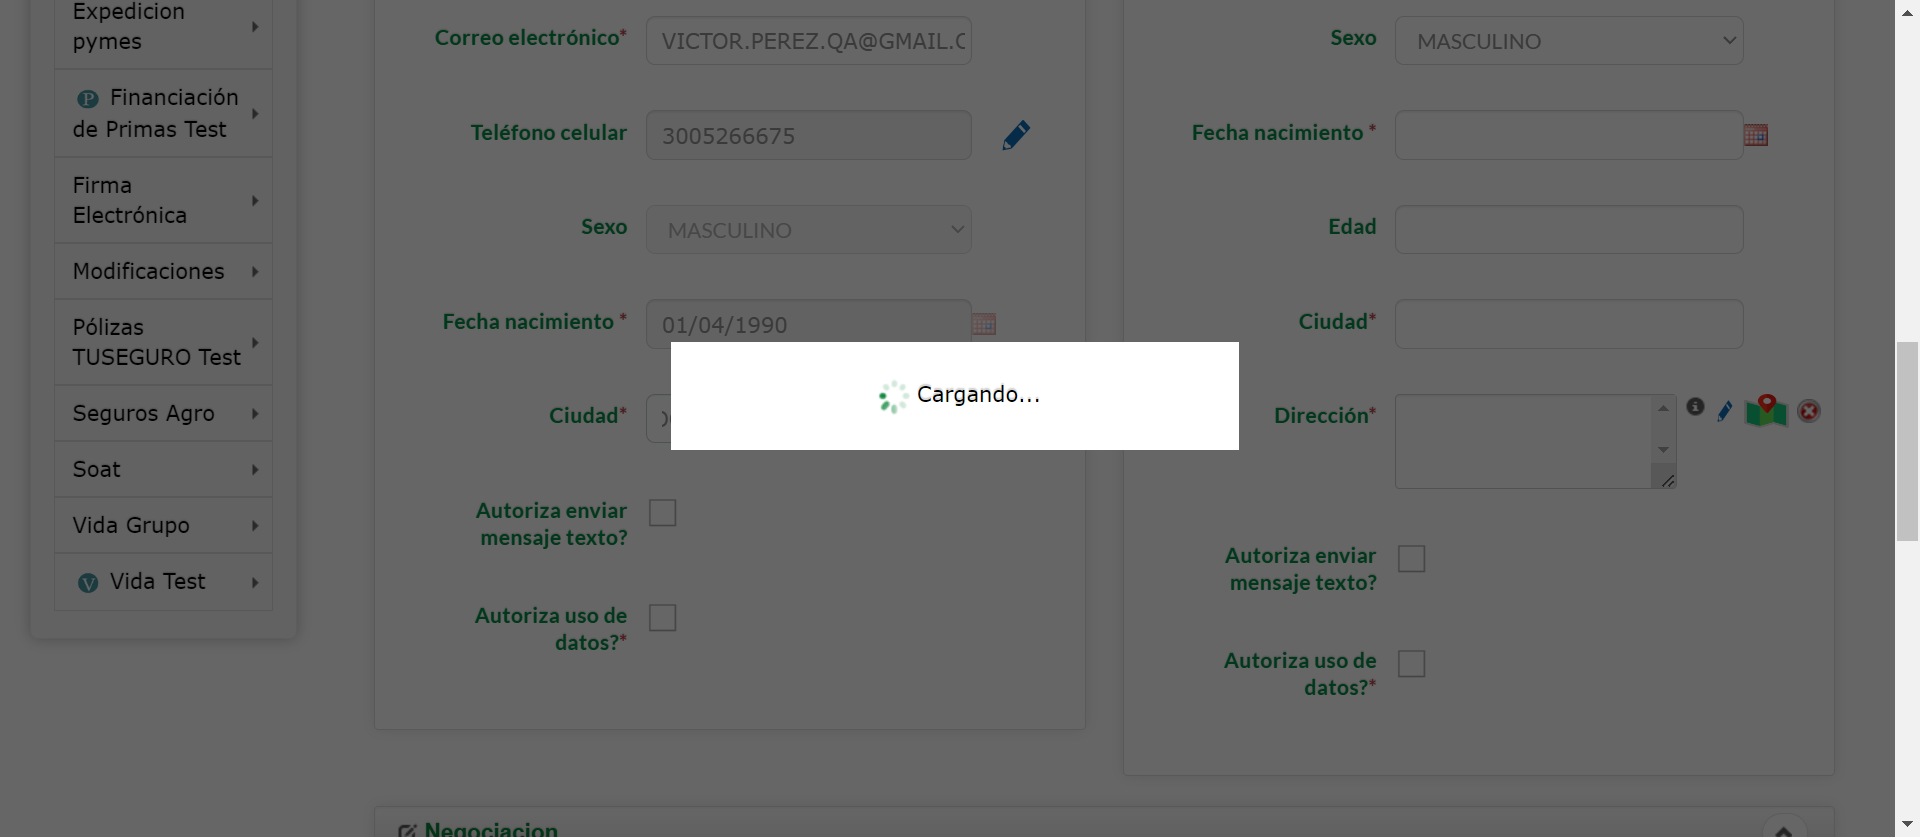 Expedicion
pymes
Financiación
de Primas Test
Firma
Electrónica
Modificaciones
Pólizas
TUSEGURO Test
Seguros Agro
Soat
Vida Grupo
Vida Test
Correo electrónico*
VICTOR.PEREZ.QA@GMAIL.C
Teléfono celular
3005266675
Sexo
MASCULINO
Fecha nacimiento *
01/04/1990
Ciudad*
Autoriza enviar
mensaje texto?
Autoriza uso de
datos?*
Cargando...
Sexo
MASCULINO
Fecha nacimiento *
Edad
Ciudad*
Dirección*
Autoriza enviar
mensaje texto?
Autoriza uso de
datos?*
Negociacion